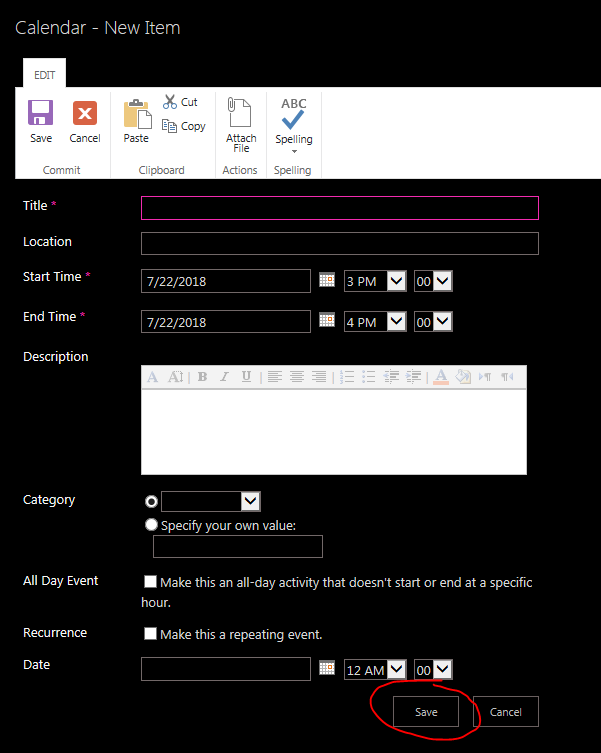 Calendar - New Item
EDIT
Save
Cancel
Paste
Cut
Copy
Attach
File
ABC
Spelling
Commit
Clipboard
Actions
Spelling
Title *
Location
Start Time *
7/22/2018
3 PM
00
End Time *
7/22/2018
4 PM
00
Description
A A B I U A
Category
Specify your own value:
All Day Event
Make this an all-day activity that doesn't start or end at a specific
hour.
Recurrence
Make this a repeating event.
Date
12 AM
00
Save
Cancel